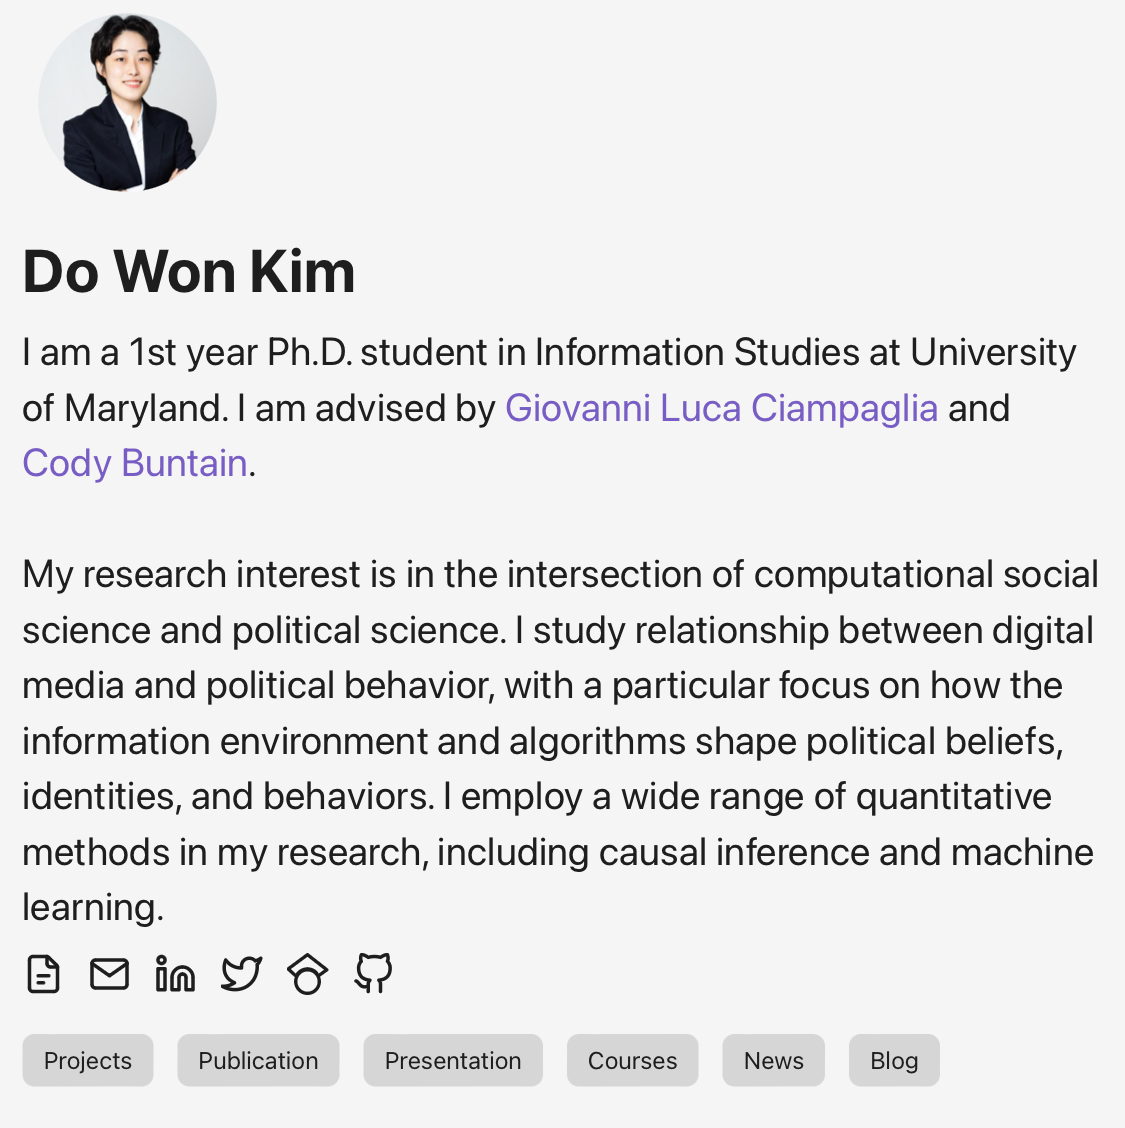 Do Won Kim
I am a 1st year Ph.D. student in Information Studies at University
of Maryland. I am advised by Giovanni Luca Ciampaglia and
Cody Buntain.
My research interest is in the intersection of computational social
science and political science. I study relationship between digital
media and political behavior, with a particular focus on how the
information environment and algorithms shape political beliefs,
identities, and behaviors. I employ a wide range of quantitative
methods in my research, including causal inference and machine
learning.
Projects Publication Presentation Courses News Blog